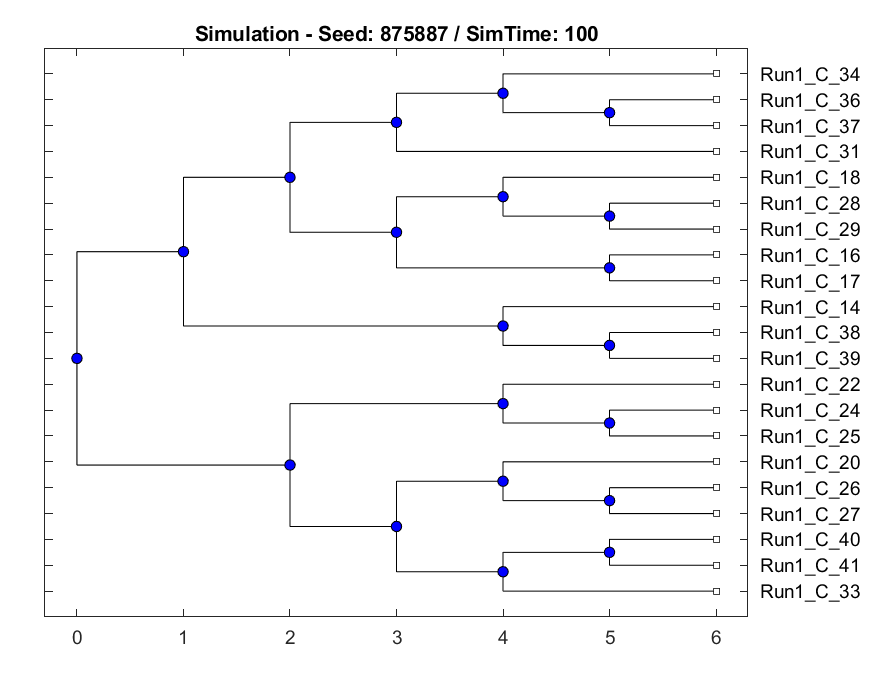 Simulation - Seed: 875887 / SimTime: 100
Run1_C_34
Run1_C_36
Run1_C_37
Run1_C_31
Run1_C_18
Run1_C_28
Run1_C_29
Run1_C_16
Run1_C_17
Run1_C_14
Run1_C_38
Run1_C_39
Run1_C_22
Run1_C_24
Run1_C_25
Run1_C_20
Run1_C_26
Run1_C_27
Run1_C_40
Run1_C_41
Run1_C_33
0 1 2 3 4 5 6